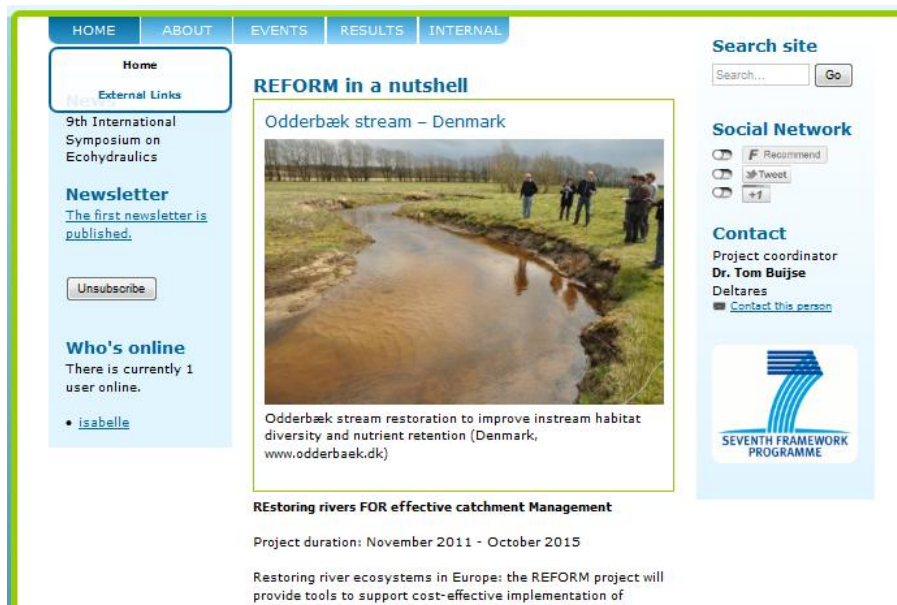 HOME
ABOUT
EVENTS
RESULTS
INTERNAL
Home
External Links
News
9th International
Symposium on
Ecohydraulics
Newsletter
The first newsletter is
published.
Unsubscribe
Who's online
There is currently 1
user online.
• isabelle
REFORM in a nutshell
Odderbæk stream – Denmark
Odderbæk stream restoration to improve instream habitat
diversity and nutrient retention (Denmark,
www.odderbaek.dk)
REstoring rivers FOR effective catchment Management
Project duration: November 2011 - October 2015
Restoring river ecosystems in Europe: the REFORM project will
provide tools to support cost-effective implementation of
Search site
Search...
Go
Social Network
F Recommend
Tweet
+1
Contact
Project coordinator
Dr. Tom Buijse
Deltares
Contact this person
7
SEVENTH FRAMEWORK
PROGRAMME